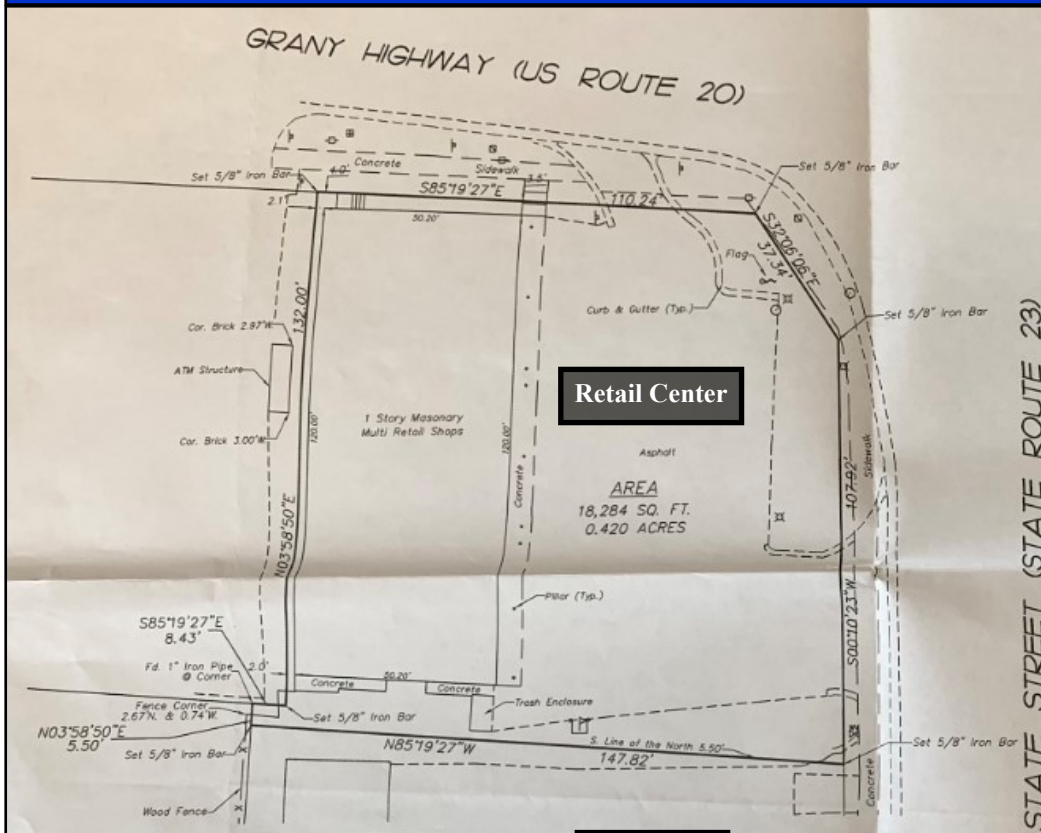 GRANY HIGHWAY (US ROUTE 20)
Set 5/8" Iron Bar
4.0'
Concrete
Sidewalk
3.5'
Set 5/8" Iron Bar
S85°19'27"E
110.24'
2.1'
50.20'
S32°06'06"E
37.34'
Flag
Curb & Gutter (Typ.)
Set 5/8" Iron Bar
132.00'
Cor. Brick 2.97'W.
ATM Structure
Cor. Brick 3.00'W.
120.00'
1 Story Masonary
Multi Retail Shops
120.00'
Concrete
Retail Center
Asphalt
AREA
18,284 SQ. FT.
0.420 ACRES
107.92'
Sidewalk
STATE STREET (STATE ROUTE 23)
N03°58'50"E
S00°10'23"W
Pillar (Typ.)
S85°19'27"E
8.43'
Fd. 1" Iron Pipe
@ Corner
2.0'
Concrete
50.20'
Concrete
Trash Enclosure
Fence Corner
2.67'N. & 0.74'W.
Set 5/8" Iron Bar
N03°58'50"E
5.50'
Set 5/8" Iron Bar
N85°19'27"W
147.82'
S. Line of the North 5.50'
Set 5/8" Iron Bar
Concrete
Wood Fence